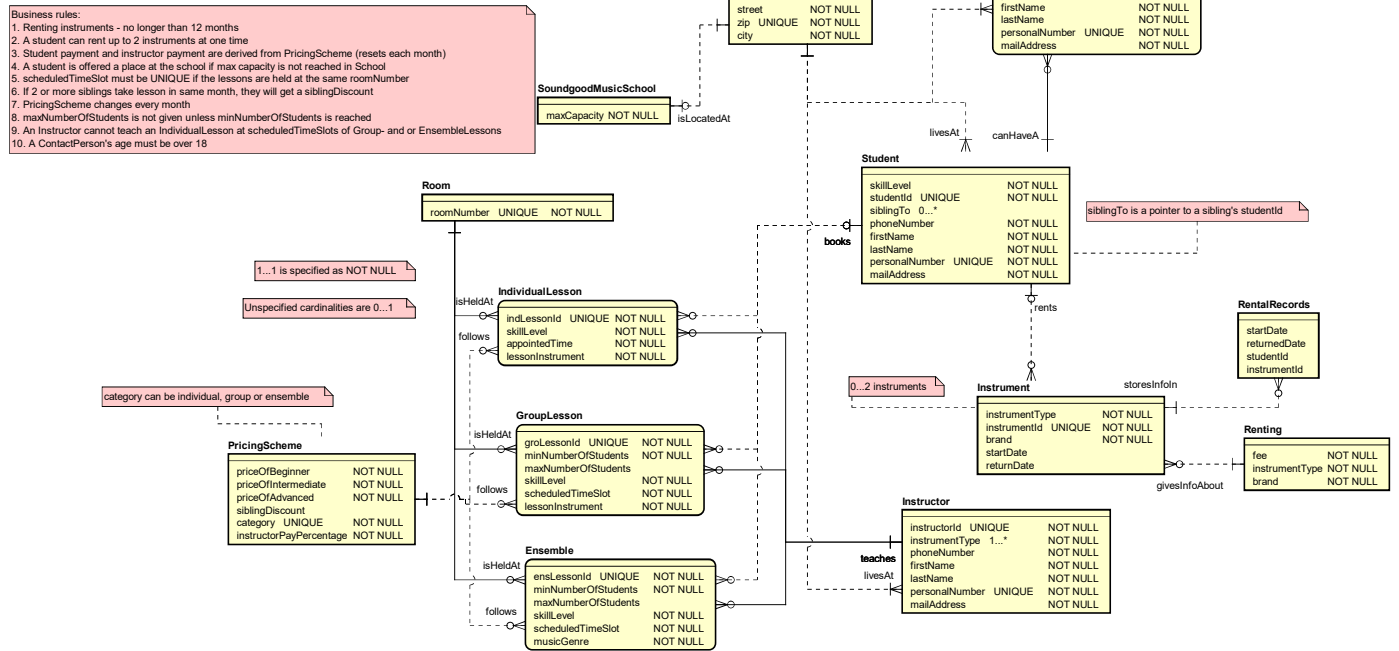 Business rules:
1. Renting instruments - no longer than 12 months
2. A student can rent up to 2 instruments at one time
3. Student payment and instructor payment are derived from PricingScheme (resets each month)
4. A student is offered a place at the school if max capacity is not reached in School
5. scheduledTimeSlot must be UNIQUE if the lessons are held at the same roomNumber
6. If 2 or more siblings take lesson in same month, they will get a siblingDiscount
7. PricingScheme changes every month
8. maxNumberOfStudents is not given unless minNumberOfStudents is reached
9. An Instructor cannot teach an IndividualLesson at scheduledTimeSlots of Group- and or EnsembleLessons
10. A ContactPerson's age must be over 18
street NOT NULL
zip UNIQUE NOT NULL
city NOT NULL
firstName NOT NULL
lastName NOT NULL
personalNumber UNIQUE NOT NULL
mailAddress NOT NULL
SoundgoodMusicSchool
maxCapacity NOT NULL
isLocatedAt
livesAt
canHaveA
Student
skillLevel NOT NULL
studentId UNIQUE NOT NULL
siblingTo 0...*
phoneNumber NOT NULL
firstName NOT NULL
lastName NOT NULL
personalNumber UNIQUE NOT NULL
mailAddress NOT NULL
siblingTo is a pointer to a sibling's studentId
books
rents
Room
roomNumber UNIQUE NOT NULL
1...1 is specified as NOT NULL
Unspecified cardinalities are 0...1
isHeldAt
follows
IndividualLesson
indLessonId UNIQUE NOT NULL
skillLevel NOT NULL
appointedTime NOT NULL
lessonInstrument NOT NULL
RentalRecords
startDate
returnedDate
studentId
instrumentId
storesInfoIn
0...2 instruments
Instrument
instrumentType NOT NULL
instrumentId UNIQUE NOT NULL
brand NOT NULL
startDate
returnDate
givesInfoAbout
Renting
fee NOT NULL
instrumentType NOT NULL
brand NOT NULL
category can be individual, group or ensemble
PricingScheme
priceOfBeginner NOT NULL
priceOfIntermediate NOT NULL
priceOfAdvanced NOT NULL
siblingDiscount
category UNIQUE NOT NULL
instructorPayPercentage NOT NULL
isHeldAt
follows
GroupLesson
groLessonId UNIQUE NOT NULL
minNumberOfStudents NOT NULL
maxNumberOfStudents
skillLevel NOT NULL
scheduledTimeSlot NOT NULL
lessonInstrument NOT NULL
Instructor
instructorId UNIQUE NOT NULL
instrumentType 1...* NOT NULL
phoneNumber NOT NULL
firstName NOT NULL
lastName NOT NULL
personalNumber UNIQUE NOT NULL
mailAddress NOT NULL
teaches
livesAt
isHeldAt
follows
Ensemble
ensLessonId UNIQUE NOT NULL
minNumberOfStudents NOT NULL
maxNumberOfStudents
skillLevel NOT NULL
scheduledTimeSlot NOT NULL
musicGenre NOT NULL